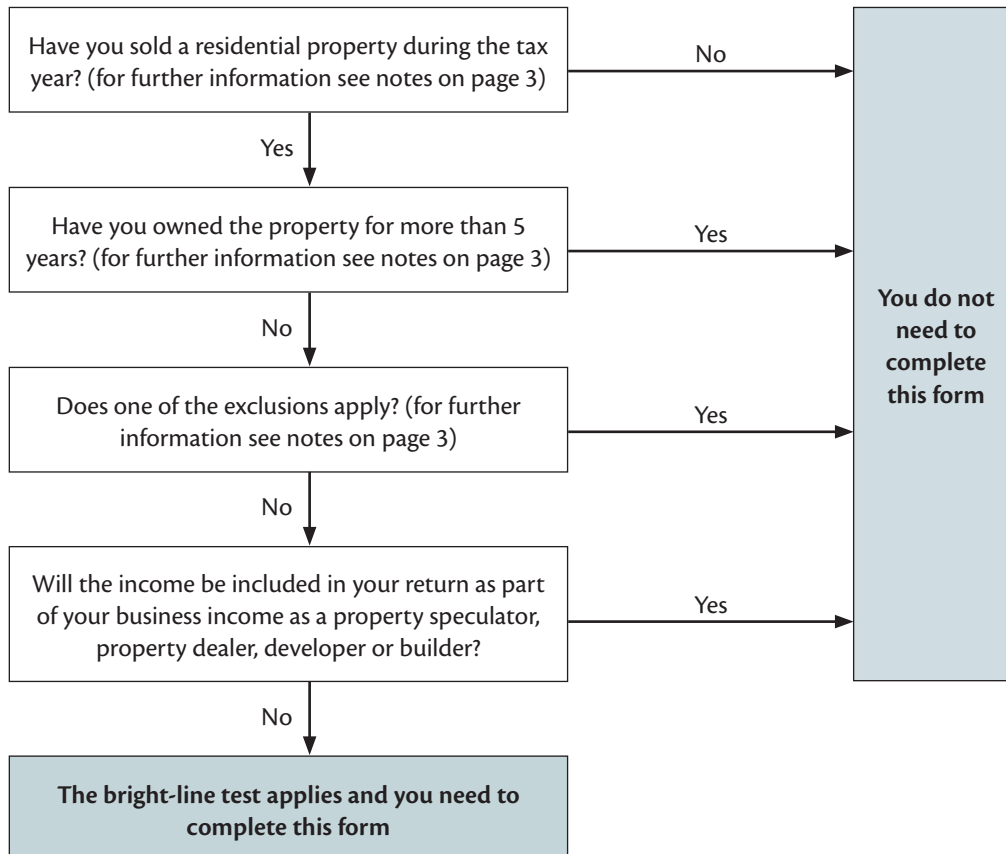 Have you sold a residential property during the tax
year? (for further information see notes on page 3)
No
Yes
Have you owned the property for more than 5
years? (for further information see notes on page 3)
Yes
No
Does one of the exclusions apply? (for further
information see notes on page 3)
Yes
No
Will the income be included in your return as part
of your business income as a property speculator,
property dealer, developer or builder?
Yes
No
The bright-line test applies and you need to
complete this form
You do not
need to
complete
this form